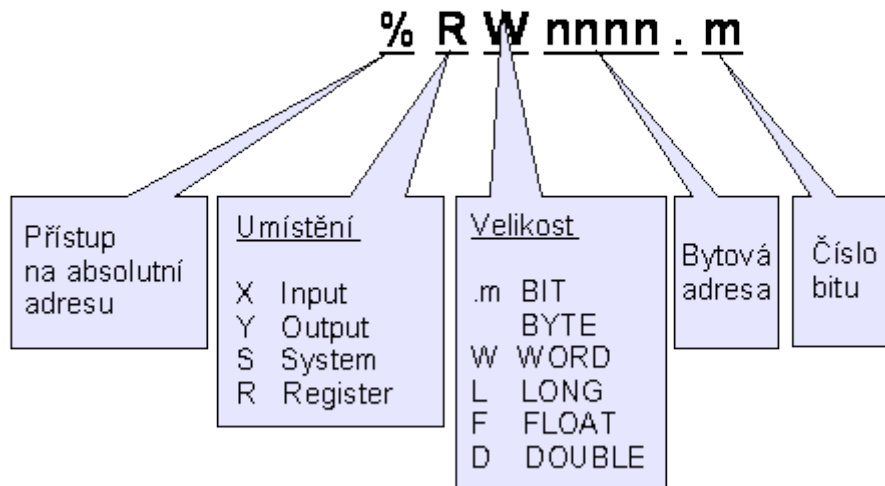 % R W nnnn . m
Přístup
na absolutní
adresu
Umístění
X Input
Y Output
S System
R Register
Velikost
.m BIT
BYTE
W WORD
L LONG
F FLOAT
D DOUBLE
Bytová
adresa
Číslo
bitu